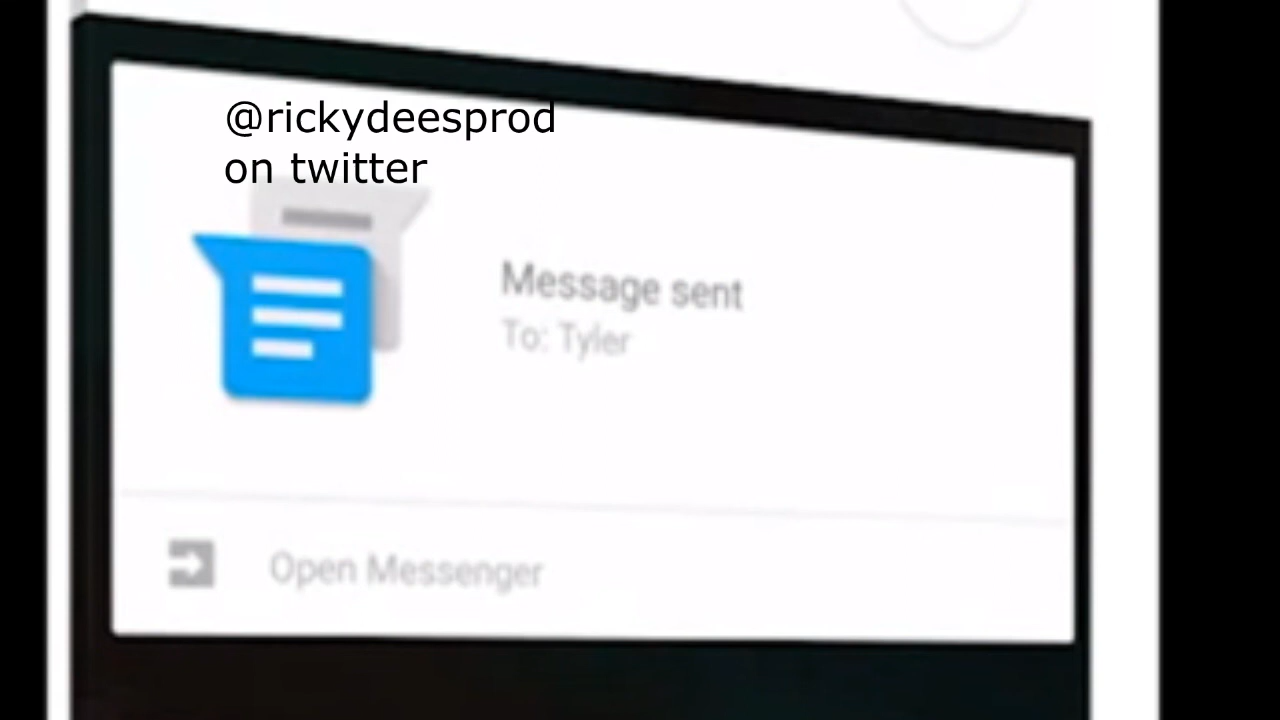 @rickydeesprod
on twitter
Message sent
To: Tyler
Open Messenger